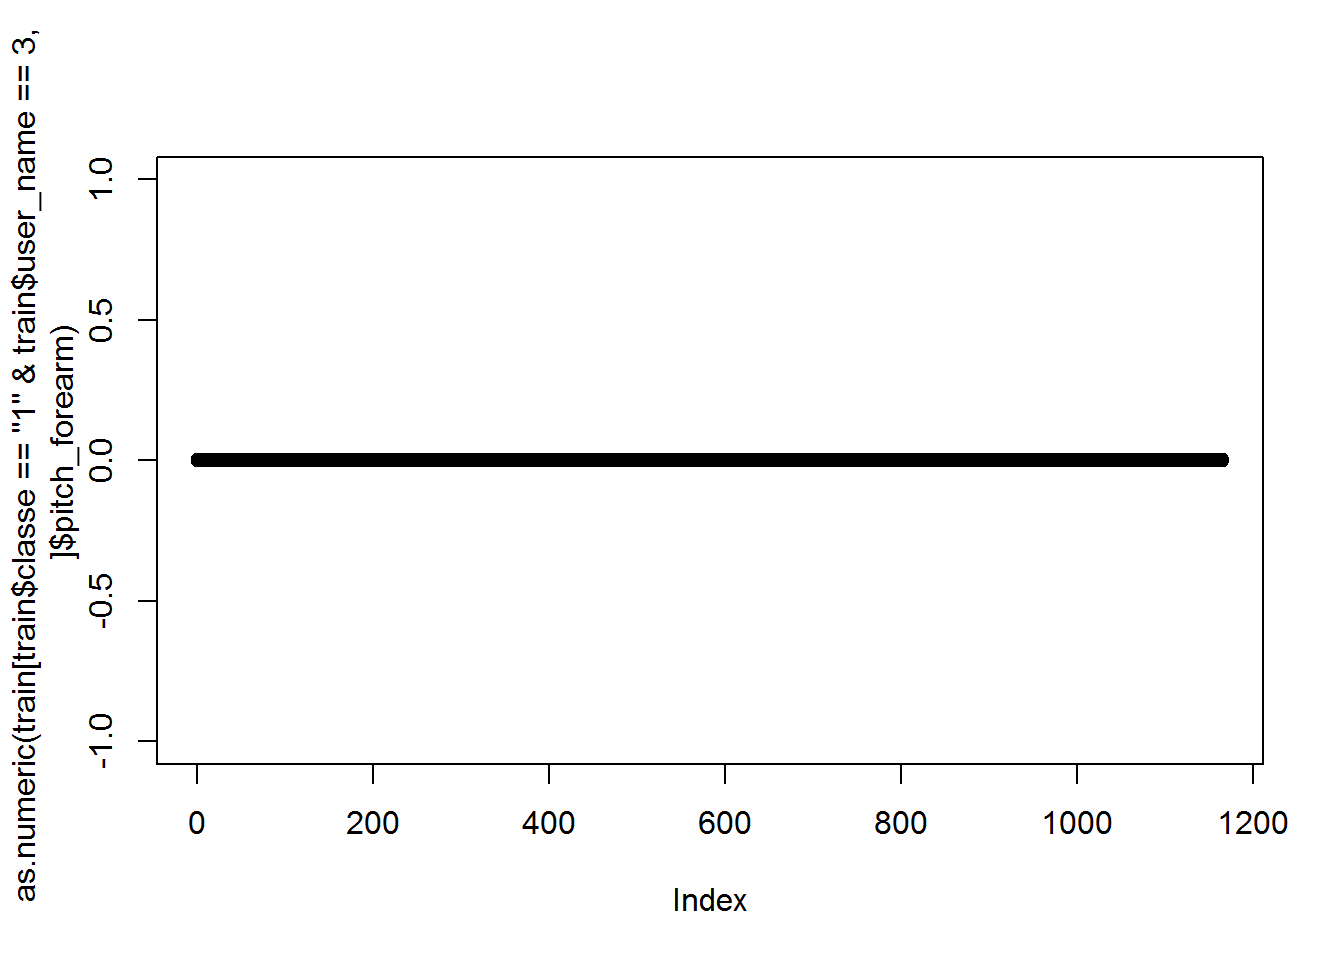 as.numeric(train[train$classe == "1" & train$user_name == 3,
]$pitch_forearm)
1.0
0.5
0.0
-0.5
-1.0
0 200 400 600 800 1000 1200
Index